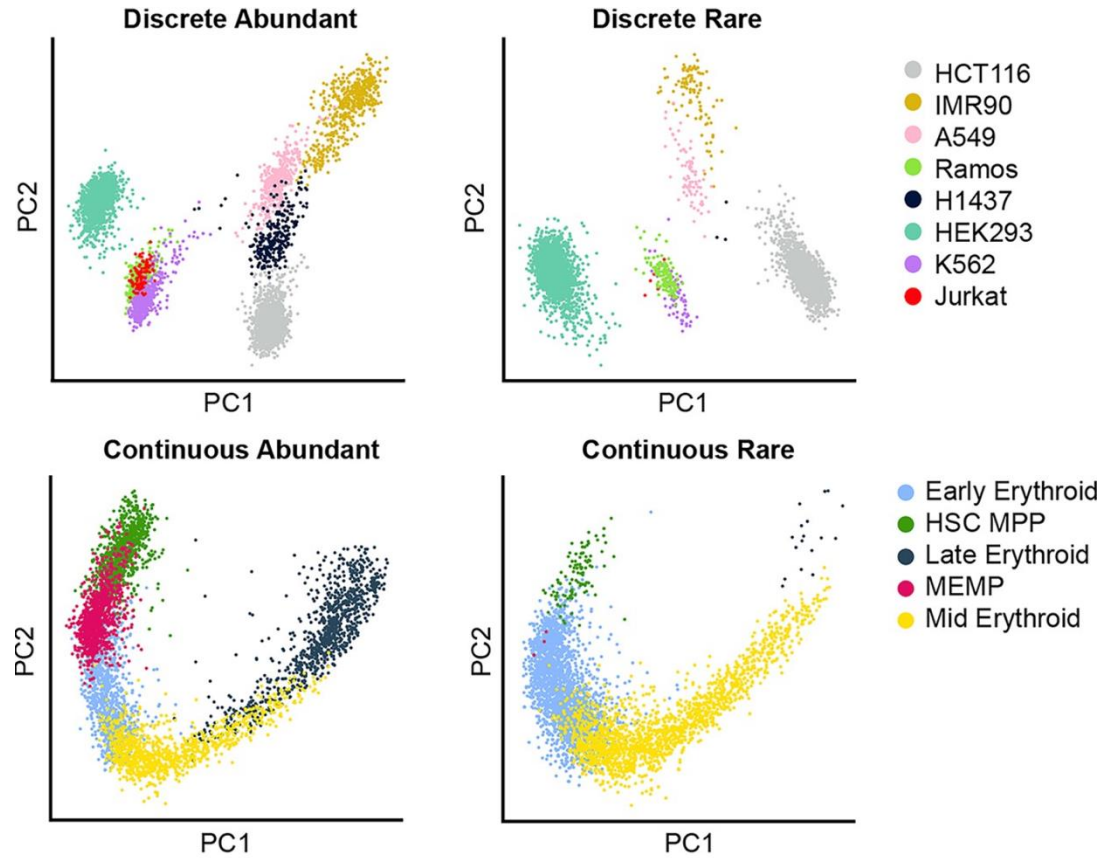 Discrete Abundant
Discrete Rare
PC2
PC1
PC2
PC1
HCT116
IMR90
A549
Ramos
H1437
HEK293
K562
Jurkat
Continuous Abundant
Continuous Rare
PC2
PC1
PC2
PC1
Early Erythroid
HSC MPP
Late Erythroid
MEMP
Mid Erythroid